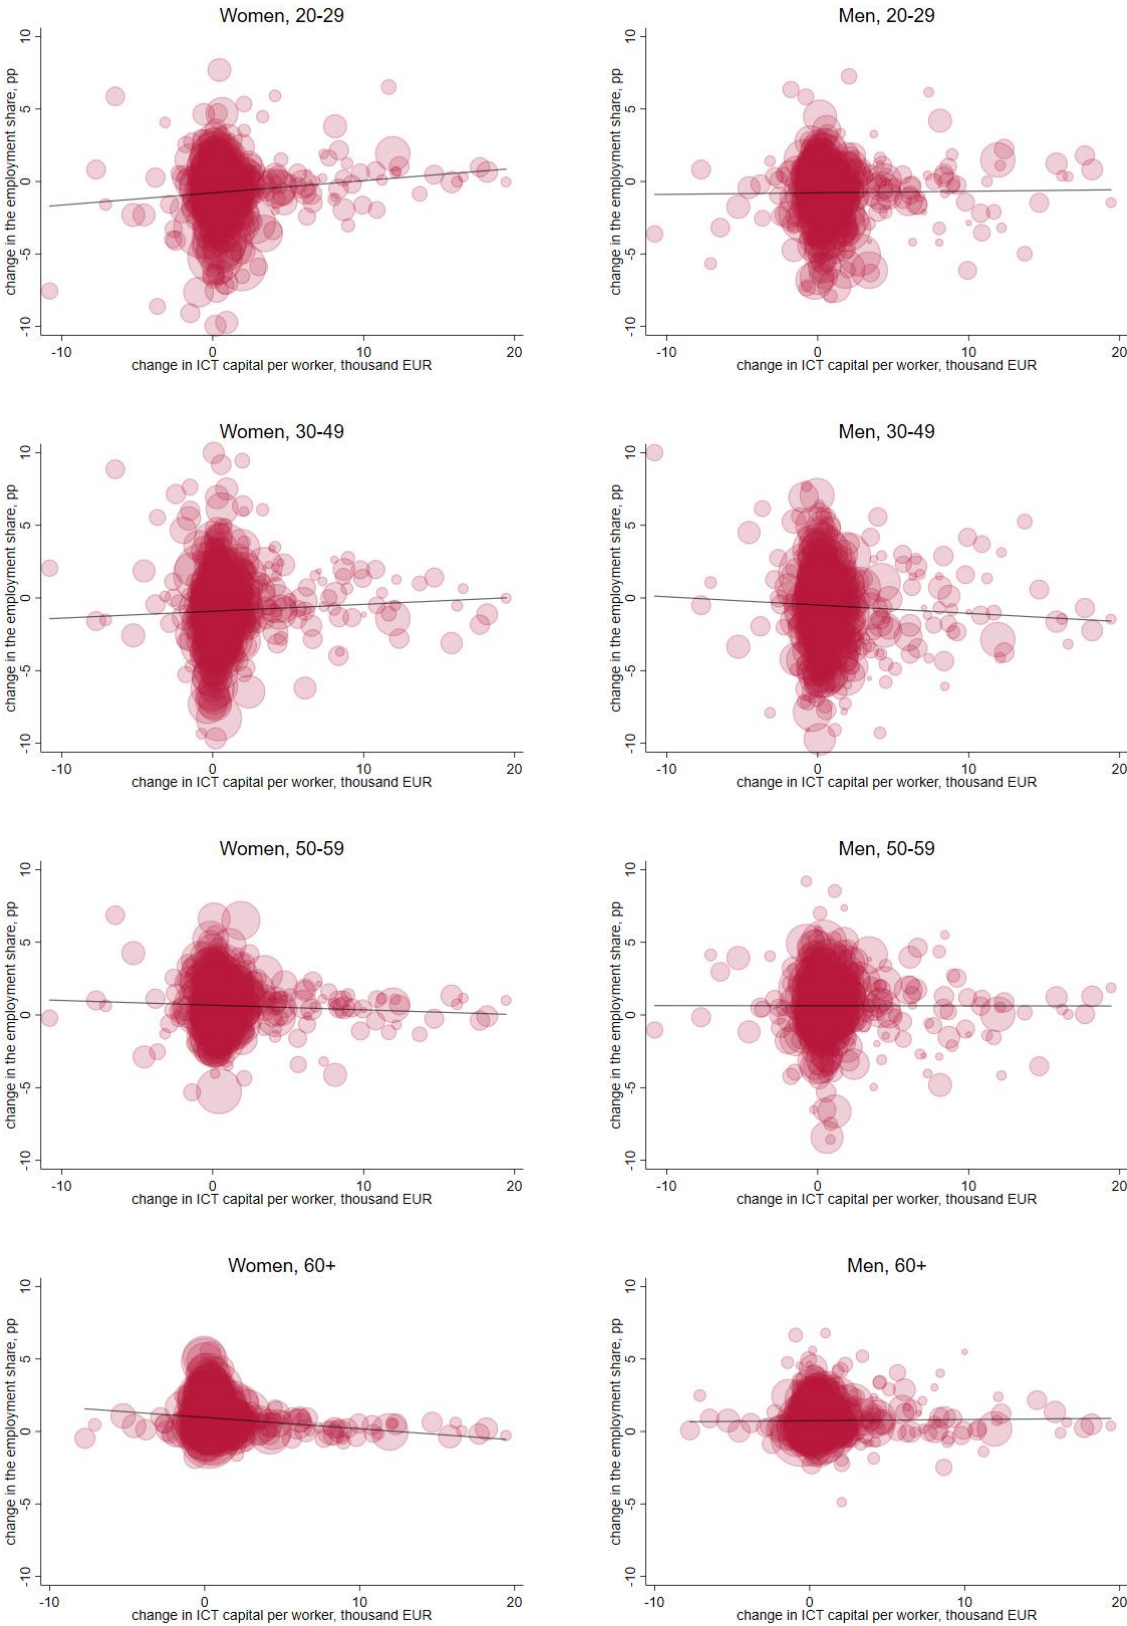 Women, 20-29
change in the employment share, pp
10
5
0
-5
-10
-10 0 10 20
change in ICT capital per worker, thousand EUR
Men, 20-29
change in the employment share, pp
10
5
0
-5
-10
-10 0 10 20
change in ICT capital per worker, thousand EUR
Women, 30-49
change in the employment share, pp
10
5
0
-5
-10
-10 0 10 20
change in ICT capital per worker, thousand EUR
Men, 30-49
change in the employment share, pp
10
5
0
-5
-10
-10 0 10 20
change in ICT capital per worker, thousand EUR
Women, 50-59
change in the employment share, pp
10
5
0
-5
-10
-10 0 10 20
change in ICT capital per worker, thousand EUR
Men, 50-59
change in the employment share, pp
10
5
0
-5
-10
-10 0 10 20
change in ICT capital per worker, thousand EUR
Women, 60+
change in the employment share, pp
10
5
0
-5
-10
-10 0 10 20
change in ICT capital per worker, thousand EUR
Men, 60+
change in the employment share, pp
10
5
0
-5
-10
-10 0 10 20
change in ICT capital per worker, thousand EUR